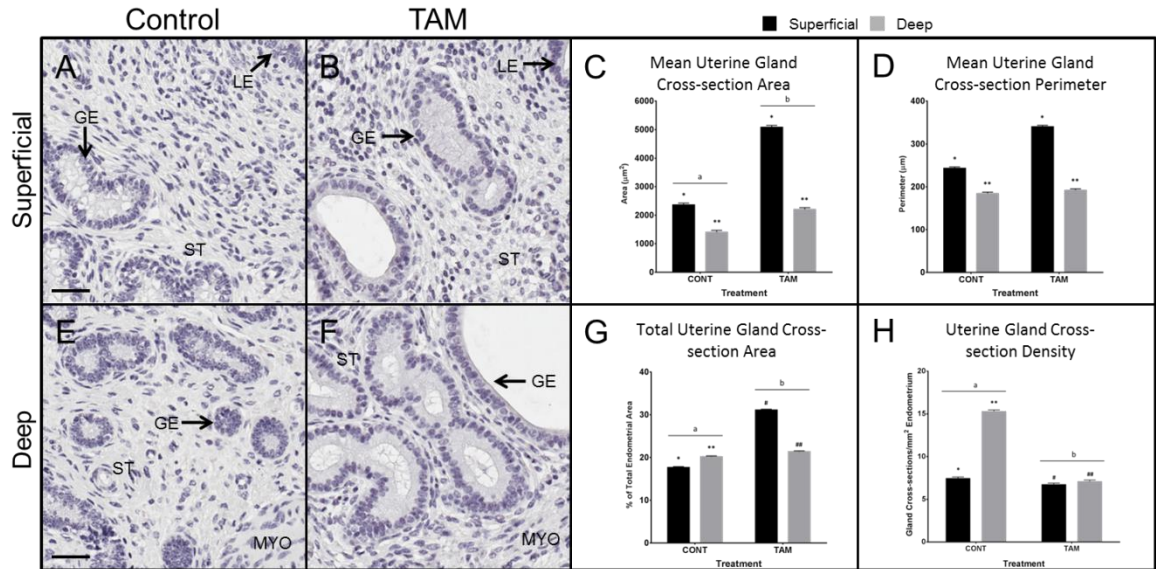 Control
TAM
Superficial Deep
Superficial
Deep
A
LE
GE
ST
B
LE
GE
ST
C
Mean Uterine Gland
Cross-section Area
Area (μm²)
6000
5000
4000
3000
2000
1000
0
a
b
*
**
*
**
CONT TAM
Treatment
D
Mean Uterine Gland
Cross-section Perimeter
Perimeter (μm)
400
300
200
100
0
*
**
*
**
CONT TAM
Treatment
E
GE
ST
MYO
F
ST
GE
MYO
G
Total Uterine Gland Cross-
section Area
% of Total Endometrial Area
40
30
20
10
0
a
b
*
**
#
##
CONT TAM
Treatment
H
Uterine Gland Cross-
section Density
Gland Cross-sections/mm² Endometrium
20
15
10
5
0
a
b
*
**
#
##
CONT TAM
Treatment